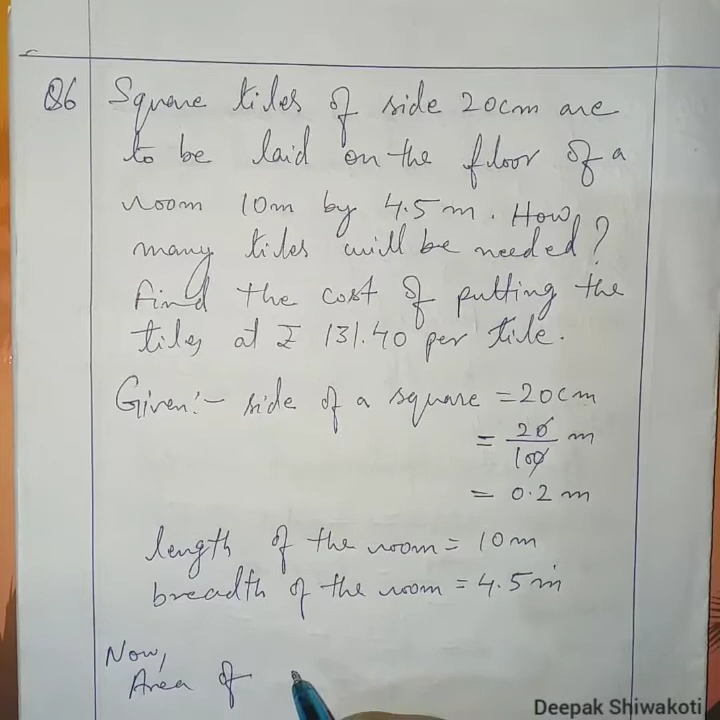 Q6 Square tiles of side 20cm are
to be laid on the floor of a
room 10m by 4.5m. How
many tiles will be needed?
find the cost of putting the
tiles at ₹ 131.40 per tile.
Given:- side of a square = 20cm
= 20/100 m
= 0.2 m
length of the room = 10m
breadth of the room = 4.5m
Now,
Area of
Deepak Shiwakoti